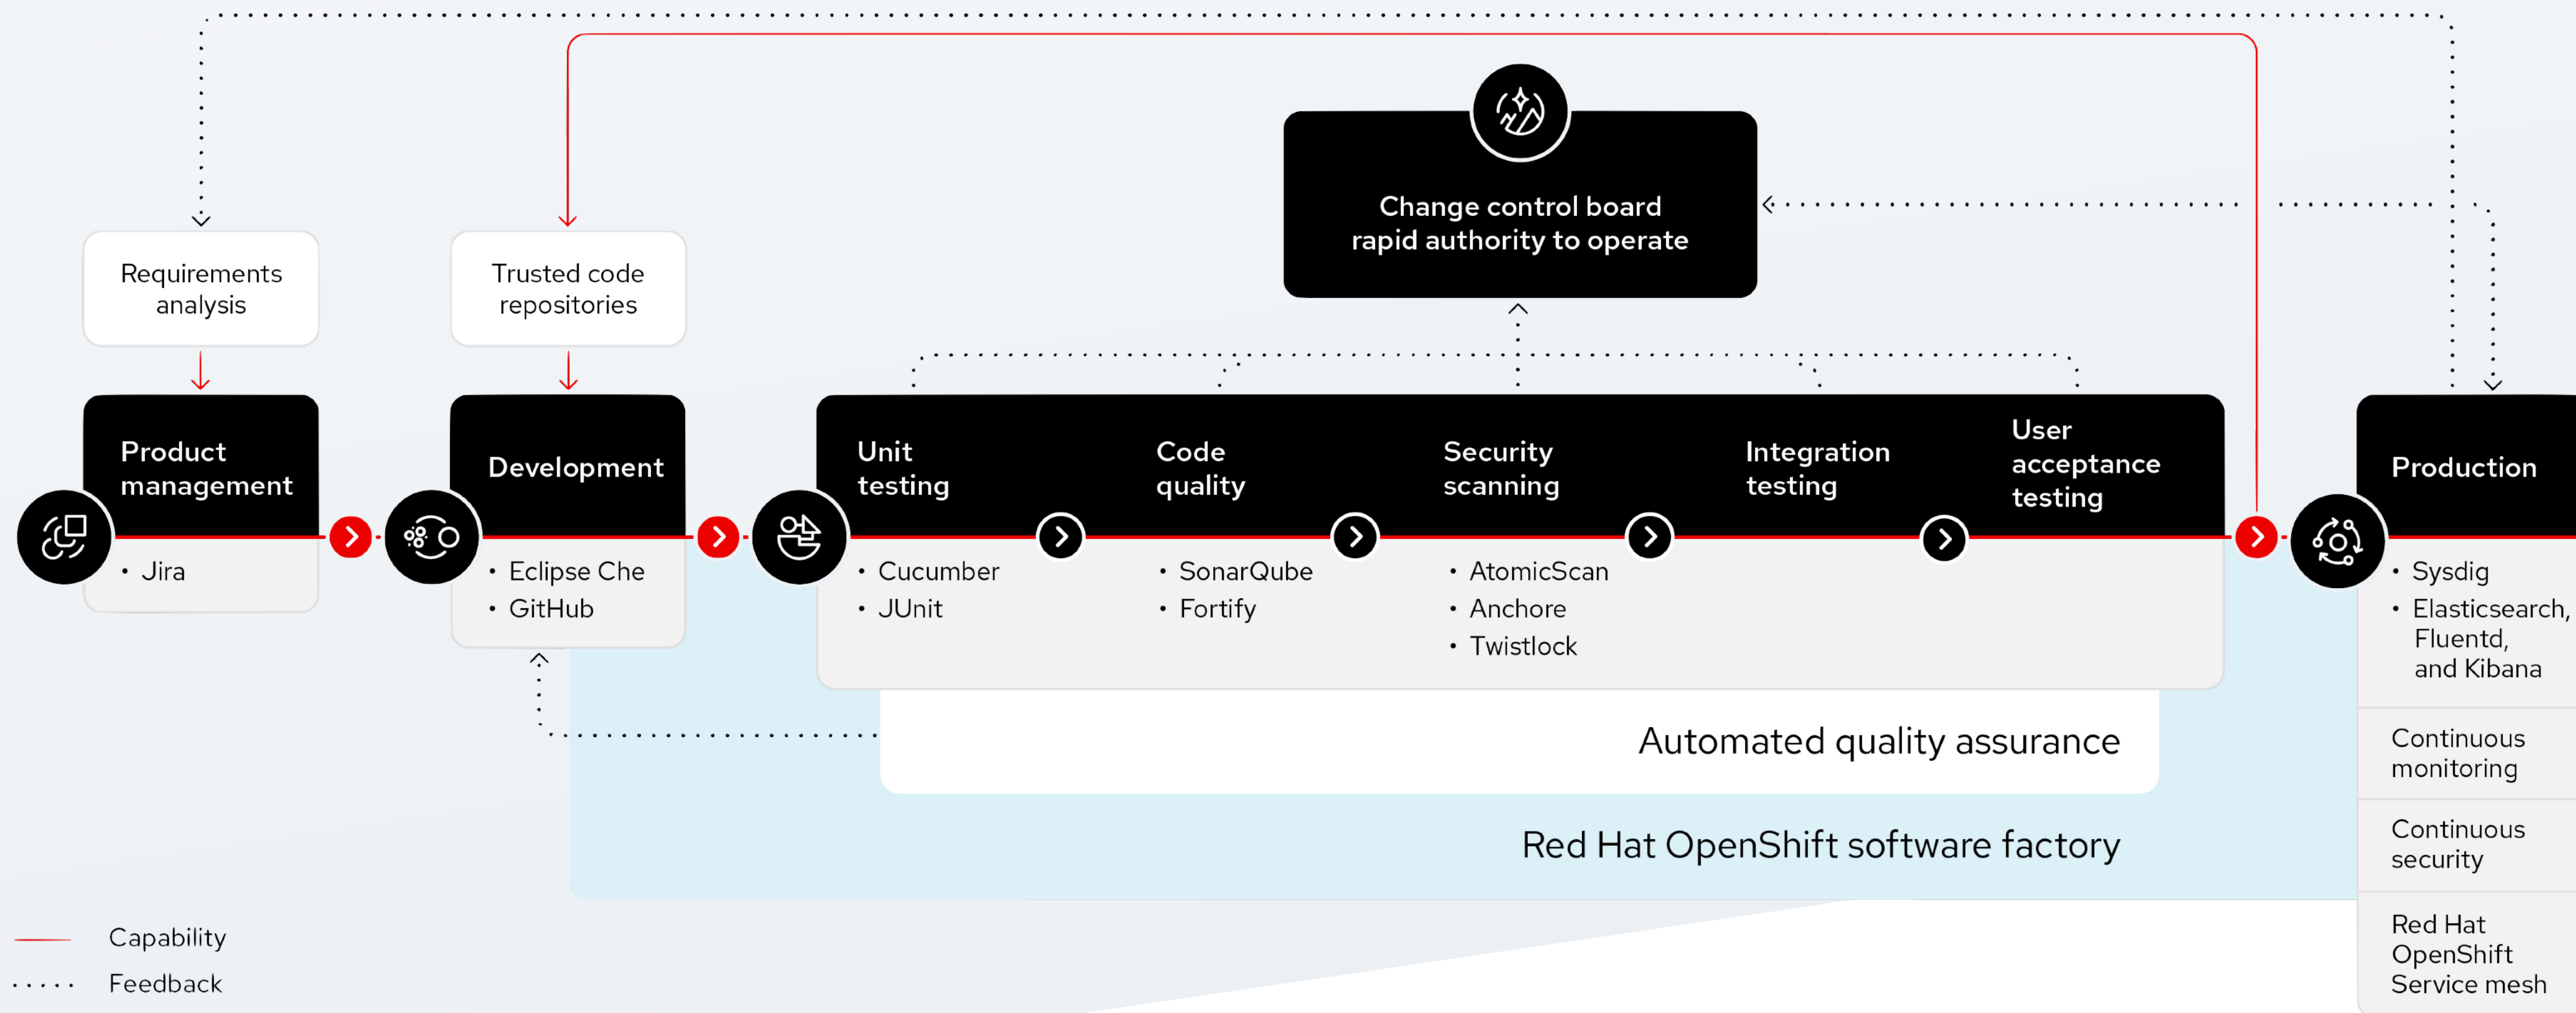 Change control board
rapid authority to operate
Requirements
analysis
Trusted code
repositories
Product
management
• Jira
Development
• Eclipse Che
• GitHub
Unit
testing
• Cucumber
• JUnit
Code
quality
• SonarQube
• Fortify
Security
scanning
• AtomicScan
• Anchore
• Twistlock
Integration
testing
User
acceptance
testing
Production
• Sysdig
• Elasticsearch,
Fluentd,
and Kibana
Continuous
monitoring
Continuous
security
Red Hat
OpenShift
Service mesh
Automated quality assurance
Red Hat OpenShift software factory
Capability
Feedback